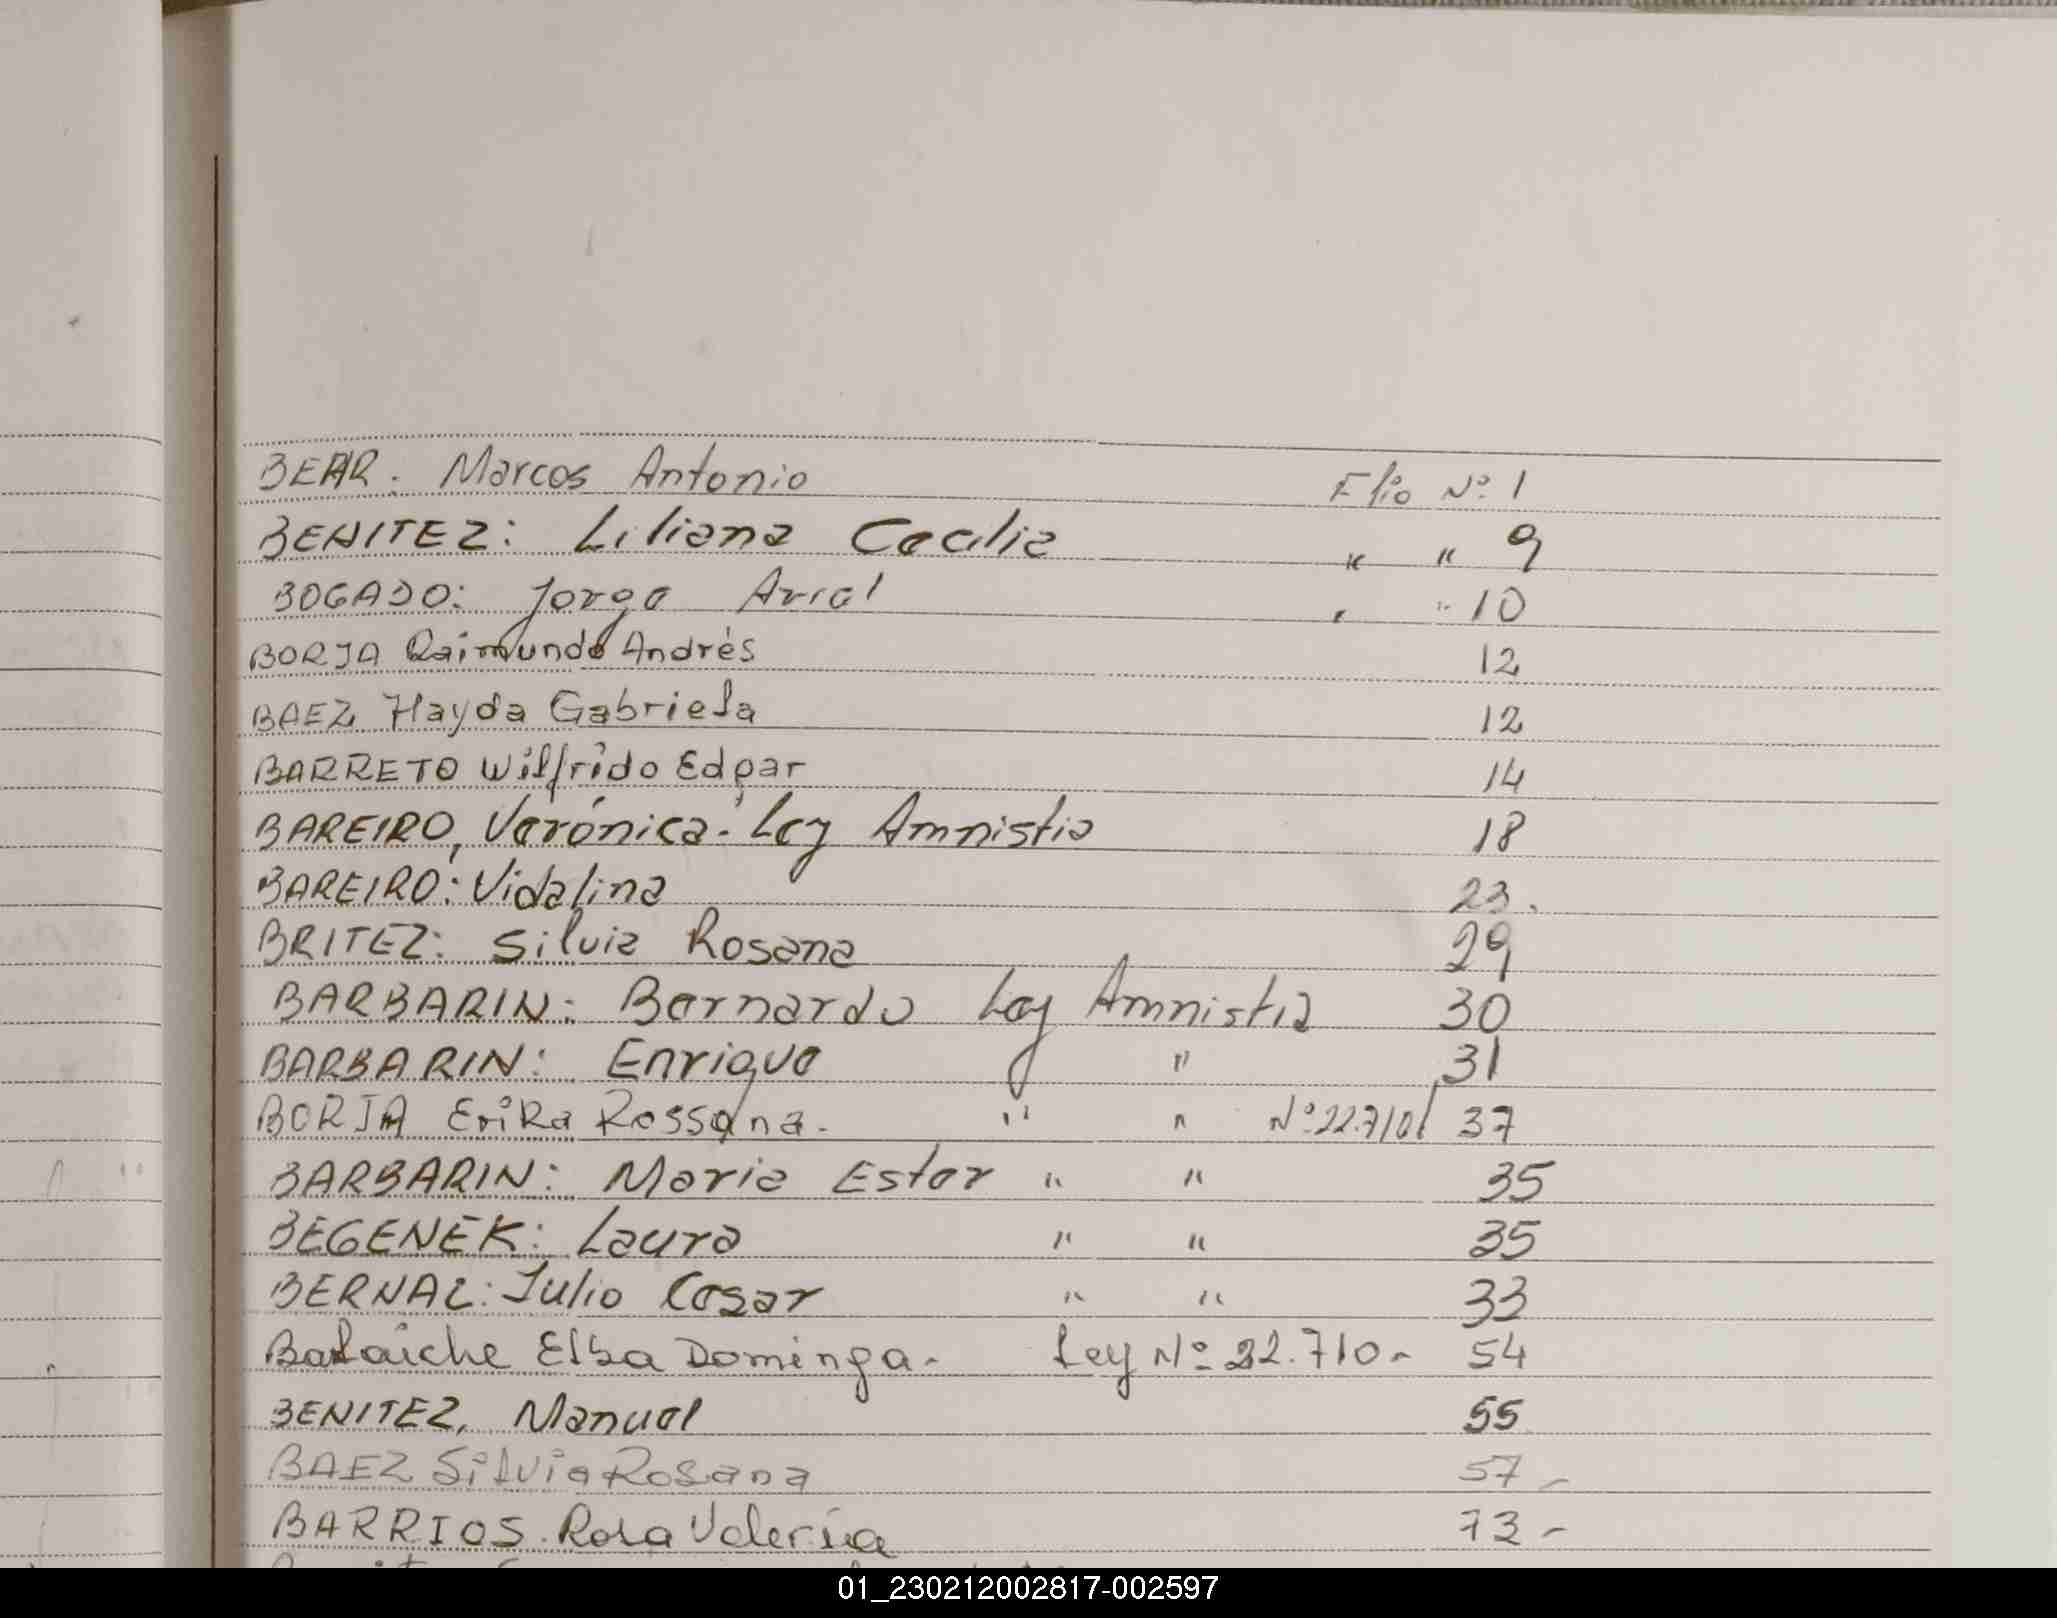 BEAR. Marcos Antonio Flio Nº 1
BENITEZ: Liliana Cecilia " " 9
BOGADO: Jorge Ariel " " 10
BORJA Raimundo Andrés 12
BAEZ Hayda Gabriela 12
BARRETO Wilfrido Edgar 14
BAREIRO, Verónica. Ley Amnistia 18
BAREIRO: Vidalina 23.
BRITEZ: Silvia Rosana 29
BARBARIN: Bernardo Ley Amnistia 30
BARBARIN: Enrique " 31
BORJA Erika Rossana. " " Nº 22.710/ 37
BARBARIN: Maria Ester " " 35
BEGENEK: Laura " " 35
BERNAL: Julio Cesar " " 33
Balaiche Elba Dominga.- Ley Nº 22.710.- 54
BENITEZ, Manuel 55
BAEZ Silvia Rosana 57-
BARRIOS. Rosa Valeria 73-
01_230212002817-002597